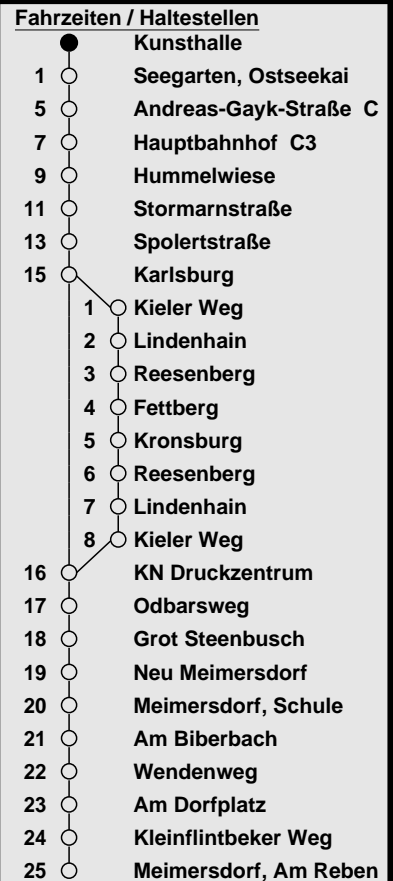 Fahrzeiten / Haltestellen
Kunsthalle
1 Seegarten, Ostseekai
5 Andreas-Gayk-Straße C
7 Hauptbahnhof C3
9 Hummelwiese
11 Stormarnstraße
13 Spolertstraße
15 Karlsburg
1 Kieler Weg
2 Lindenhain
3 Reesenberg
4 Fettberg
5 Kronsburg
6 Reesenberg
7 Lindenhain
8 Kieler Weg
16 KN Druckzentrum
17 Odbarsweg
18 Grot Steenbusch
19 Neu Meimersdorf
20 Meimersdorf, Schule
21 Am Biberbach
22 Wendenweg
23 Am Dorfplatz
24 Kleinflintbeker Weg
25 Meimersdorf, Am Reben